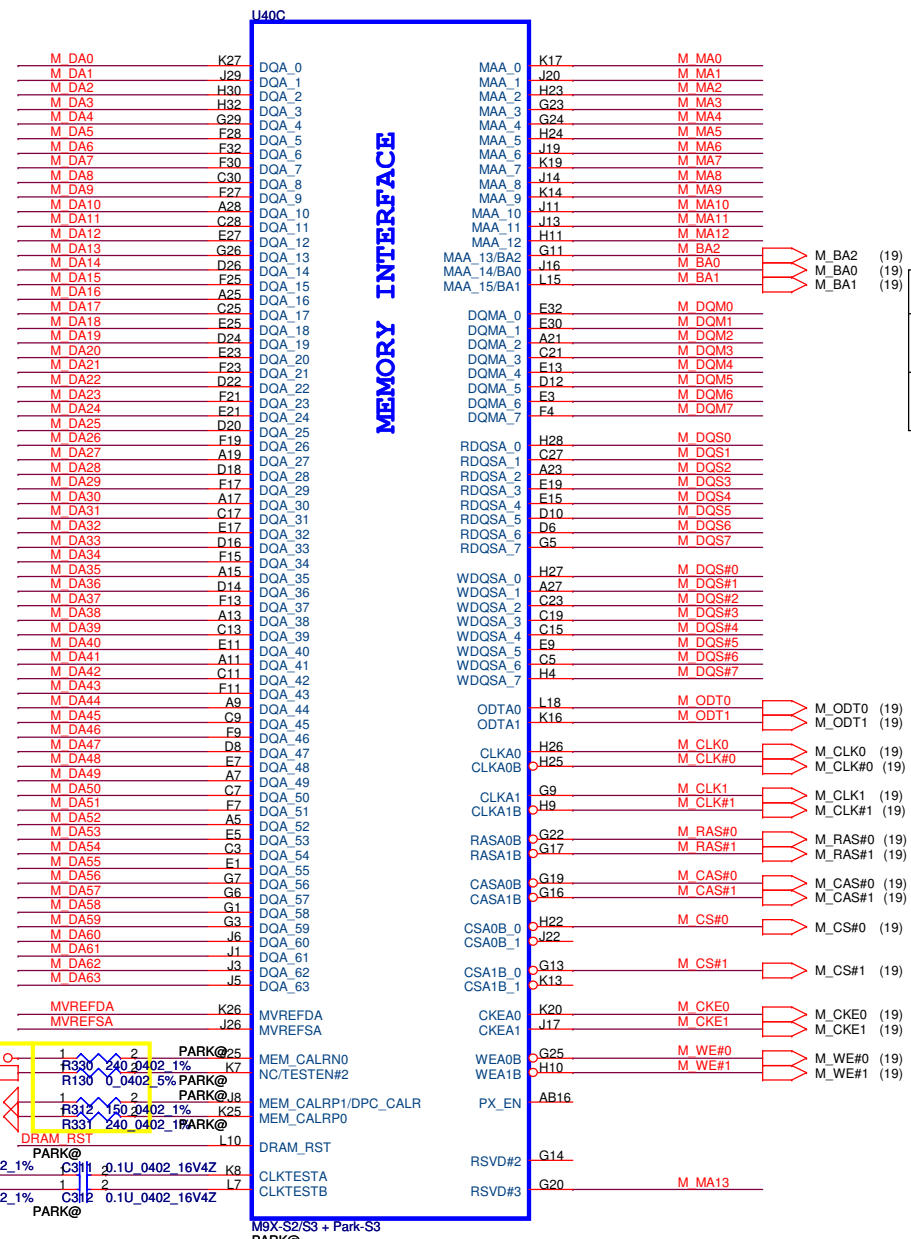 U40C
M_DA0 K27 DQA_0 MAA_0 K17 M_MA0
M_DA1 J29 DQA_1 MAA_1 J20 M_MA1
M_DA2 H30 DQA_2 MAA_2 H23 M_MA2
M_DA3 H32 DQA_3 MAA_3 G23 M_MA3
M_DA4 G29 DQA_4 MAA_4 G24 M_MA4
M_DA5 F28 DQA_5 MAA_5 H24 M_MA5
M_DA6 F32 DQA_6 MAA_6 J19 M_MA6
M_DA7 F30 DQA_7 MAA_7 K19 M_MA7
M_DA8 C30 DQA_8 MAA_8 J14 M_MA8
M_DA9 F27 DQA_9 MAA_9 K14 M_MA9
M_DA10 A28 DQA_10 MAA_10 J11 M_MA10
M_DA11 C28 DQA_11 MAA_11 J13 M_MA11
M_DA12 E27 DQA_12 MAA_12 H11 M_MA12
M_DA13 G26 DQA_13 MAA_13/BA2 G11 M_BA2 M_BA2 (19)
M_DA14 D26 DQA_14 MAA_14/BA0 J16 M_BA0 M_BA0 (19)
M_DA15 F25 DQA_15 MAA_15/BA1 L15 M_BA1 M_BA1 (19)
M_DA16 A25 DQA_16
M_DA17 C25 DQA_17 DQMA_0 E32 M_DQM0
M_DA18 E25 DQA_18 DQMA_1 E30 M_DQM1
M_DA19 D24 DQA_19 DQMA_2 A21 M_DQM2
M_DA20 E23 DQA_20 DQMA_3 C21 M_DQM3
M_DA21 F23 DQA_21 DQMA_4 E13 M_DQM4
M_DA22 D22 DQA_22 DQMA_5 D12 M_DQM5
M_DA23 F21 DQA_23 DQMA_6 E3 M_DQM6
M_DA24 E21 DQA_24 DQMA_7 F4 M_DQM7
M_DA25 D20 DQA_25
M_DA26 F19 DQA_26 RDQSA_0 H28 M_DQS0
M_DA27 A19 DQA_27 RDQSA_1 C27 M_DQS1
M_DA28 D18 DQA_28 RDQSA_2 A23 M_DQS2
M_DA29 F17 DQA_29 RDQSA_3 E19 M_DQS3
M_DA30 A17 DQA_30 RDQSA_4 E15 M_DQS4
M_DA31 C17 DQA_31 RDQSA_5 D10 M_DQS5
M_DA32 E17 DQA_32 RDQSA_6 D6 M_DQS6
M_DA33 D16 DQA_33 RDQSA_7 G5 M_DQS7
M_DA34 F15 DQA_34
M_DA35 A15 DQA_35 WDQSA_0 H27 M_DQS#0
M_DA36 D14 DQA_36 WDQSA_1 A27 M_DQS#1
M_DA37 F13 DQA_37 WDQSA_2 C23 M_DQS#2
M_DA38 A13 DQA_38 WDQSA_3 C19 M_DQS#3
M_DA39 C13 DQA_39 WDQSA_4 C15 M_DQS#4
M_DA40 E11 DQA_40 WDQSA_5 E9 M_DQS#5
M_DA41 A11 DQA_41 WDQSA_6 C5 M_DQS#6
M_DA42 C11 DQA_42 WDQSA_7 H4 M_DQS#7
M_DA43 F11 DQA_43
M_DA44 A9 DQA_44 ODTA0 L18 M_ODT0 M_ODT0 (19)
M_DA45 C9 DQA_45 ODTA1 K16 M_ODT1 M_ODT1 (19)
M_DA46 F9 DQA_46
M_DA47 D8 DQA_47 CLKA0 H26 M_CLK0 M_CLK0 (19)
M_DA48 E7 DQA_48 CLKA0B H25 M_CLK#0 M_CLK#0 (19)
M_DA49 A7 DQA_49
M_DA50 C7 DQA_50 CLKA1 G9 M_CLK1 M_CLK1 (19)
M_DA51 F7 DQA_51 CLKA1B H9 M_CLK#1 M_CLK#1 (19)
M_DA52 A5 DQA_52
M_DA53 E5 DQA_53 RASA0B G22 M_RAS#0 M_RAS#0 (19)
M_DA54 C3 DQA_54 RASA1B G17 M_RAS#1 M_RAS#1 (19)
M_DA55 E1 DQA_55
M_DA56 G7 DQA_56 CASA0B G19 M_CAS#0 M_CAS#0 (19)
M_DA57 G6 DQA_57 CASA1B G16 M_CAS#1 M_CAS#1 (19)
M_DA58 G1 DQA_58
M_DA59 G3 DQA_59 CSA0B_0 H22 M_CS#0 M_CS#0 (19)
M_DA60 J6 DQA_60 CSA0B_1 J22
M_DA61 J1 DQA_61
M_DA62 J3 DQA_62 CSA1B_0 G13 M_CS#1 M_CS#1 (19)
M_DA63 J5 DQA_63 CSA1B_1 K13
MEMORY INTERFACE
MVREFDA K26 MVREFDA CKEA0 K20 M_CKE0 M_CKE0 (19)
MVREFSA J26 MVREFSA CKEA1 J17 M_CKE1 M_CKE1 (19)
1 2 PARK@ J25 MEM_CALRN0 WEA0B G25 M_WE#0 M_WE#0 (19)
R330 240_0402_1%
1 2 K7 NC/TESTEN#2 WEA1B H10 M_WE#1 M_WE#1 (19)
R130 0_0402_5% PARK@
1 2 PARK@ J8 MEM_CALRP1/DPC_CALR PX_EN AB16
R312 150_0402_1%
1 2 K25 MEM_CALRP0
R331 240_0402_1% PARK@
DRAM_RST L10 DRAM_RST
PARK@ RSVD#2 G14
2_1% C311 0.1U_0402_16V4Z
1 2 K8 CLKTESTA
1 2 L7 CLKTESTB RSVD#3 G20 M_MA13
2_1% C312 0.1U_0402_16V4Z
PARK@
M9X-S2/S3 + Park-S3
PARK@